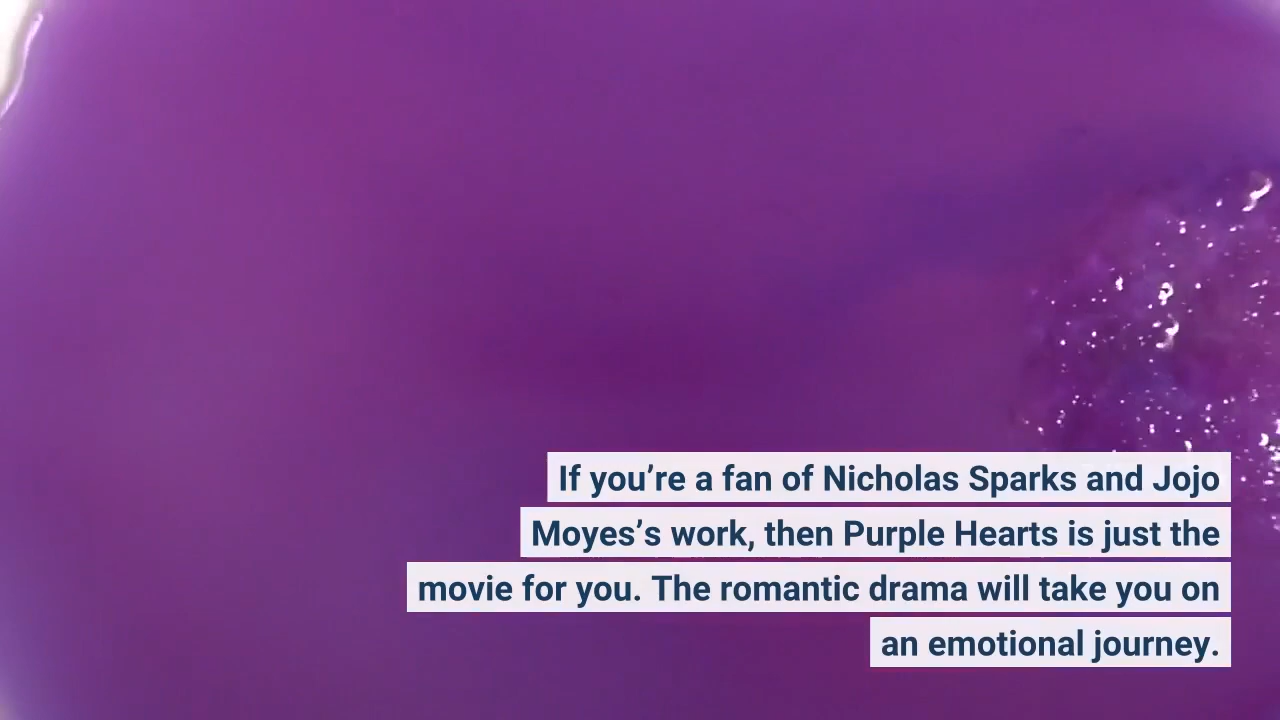 If you’re a fan of Nicholas Sparks and Jojo
Moyes’s work, then Purple Hearts is just the
movie for you. The romantic drama will take you on
an emotional journey.